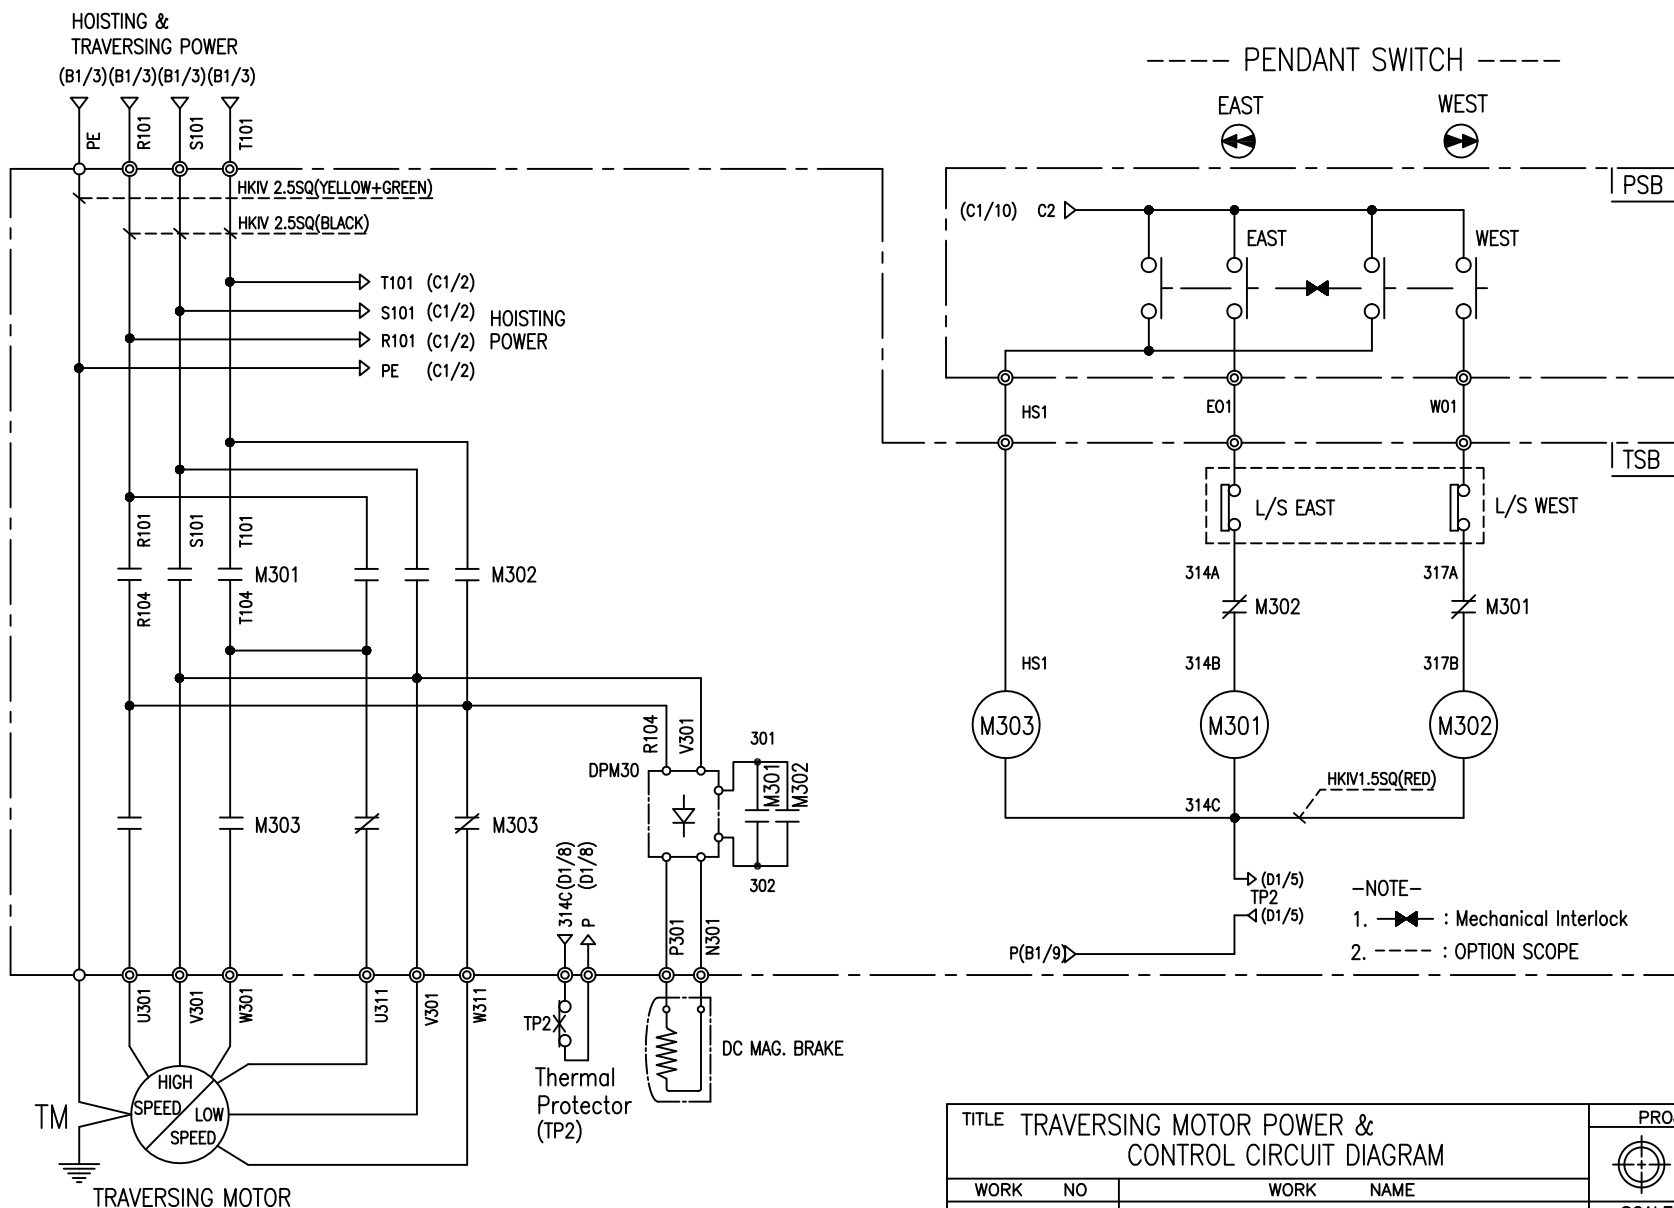 HOISTING &
TRAVERSING POWER
(B1/3)(B1/3)(B1/3)(B1/3)
PE
R101
S101
T101
HKIV 2.5SQ(YELLOW+GREEN)
HKIV 2.5SQ(BLACK)
T101 (C1/2)
S101 (C1/2)
R101 (C1/2)
PE (C1/2)
HOISTING
POWER
R101
S101
T101
M301
M302
R104
T104
R104
V301
301
DPM30
M301
M302
302
M303
M303
314C(D1/8)
P (D1/8)
P301
N301
U301
V301
W301
U311
V301
W311
TP2
DC MAG. BRAKE
Thermal
Protector
(TP2)
HIGH
SPEED
LOW
SPEED
TM
TRAVERSING MOTOR
---- PENDANT SWITCH ----
EAST
WEST
PSB
(C1/10) C2
EAST
WEST
HS1
E01
W01
TSB
L/S EAST
L/S WEST
314A
317A
M302
M301
HS1
314B
317B
M303
M301
M302
HKIV1.5SQ(RED)
314C
(D1/5)
TP2
(D1/5)
P(B1/9)
-NOTE-
1. : Mechanical Interlock
2. ---- : OPTION SCOPE
TITLE TRAVERSING MOTOR POWER &
CONTROL CIRCUIT DIAGRAM
WORK NO
WORK NAME